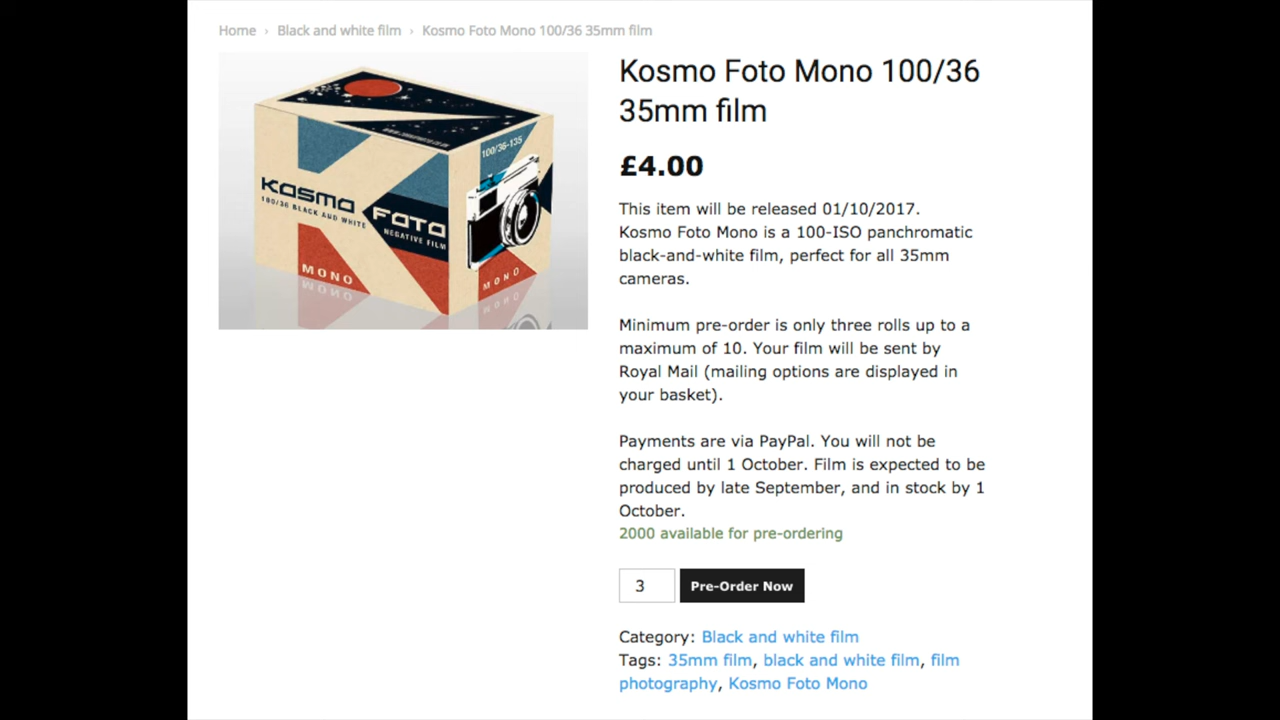 Home › Black and white film › Kosmo Foto Mono 100/36 35mm film
Kosmo Foto Mono 100/36
35mm film
£4.00
This item will be released 01/10/2017.
Kosmo Foto Mono is a 100-ISO panchromatic
black-and-white film, perfect for all 35mm
cameras.
Minimum pre-order is only three rolls up to a
maximum of 10. Your film will be sent by
Royal Mail (mailing options are displayed in
your basket).
Payments are via PayPal. You will not be
charged until 1 October. Film is expected to be
produced by late September, and in stock by 1
October.
2000 available for pre-ordering
3 Pre-Order Now
Category: Black and white film
Tags: 35mm film, black and white film, film
photography, Kosmo Foto Mono
100/36-135
KOSMO
FOTO
100/36 BLACK AND WHITE
NEGATIVE FILM
MONO
MONO